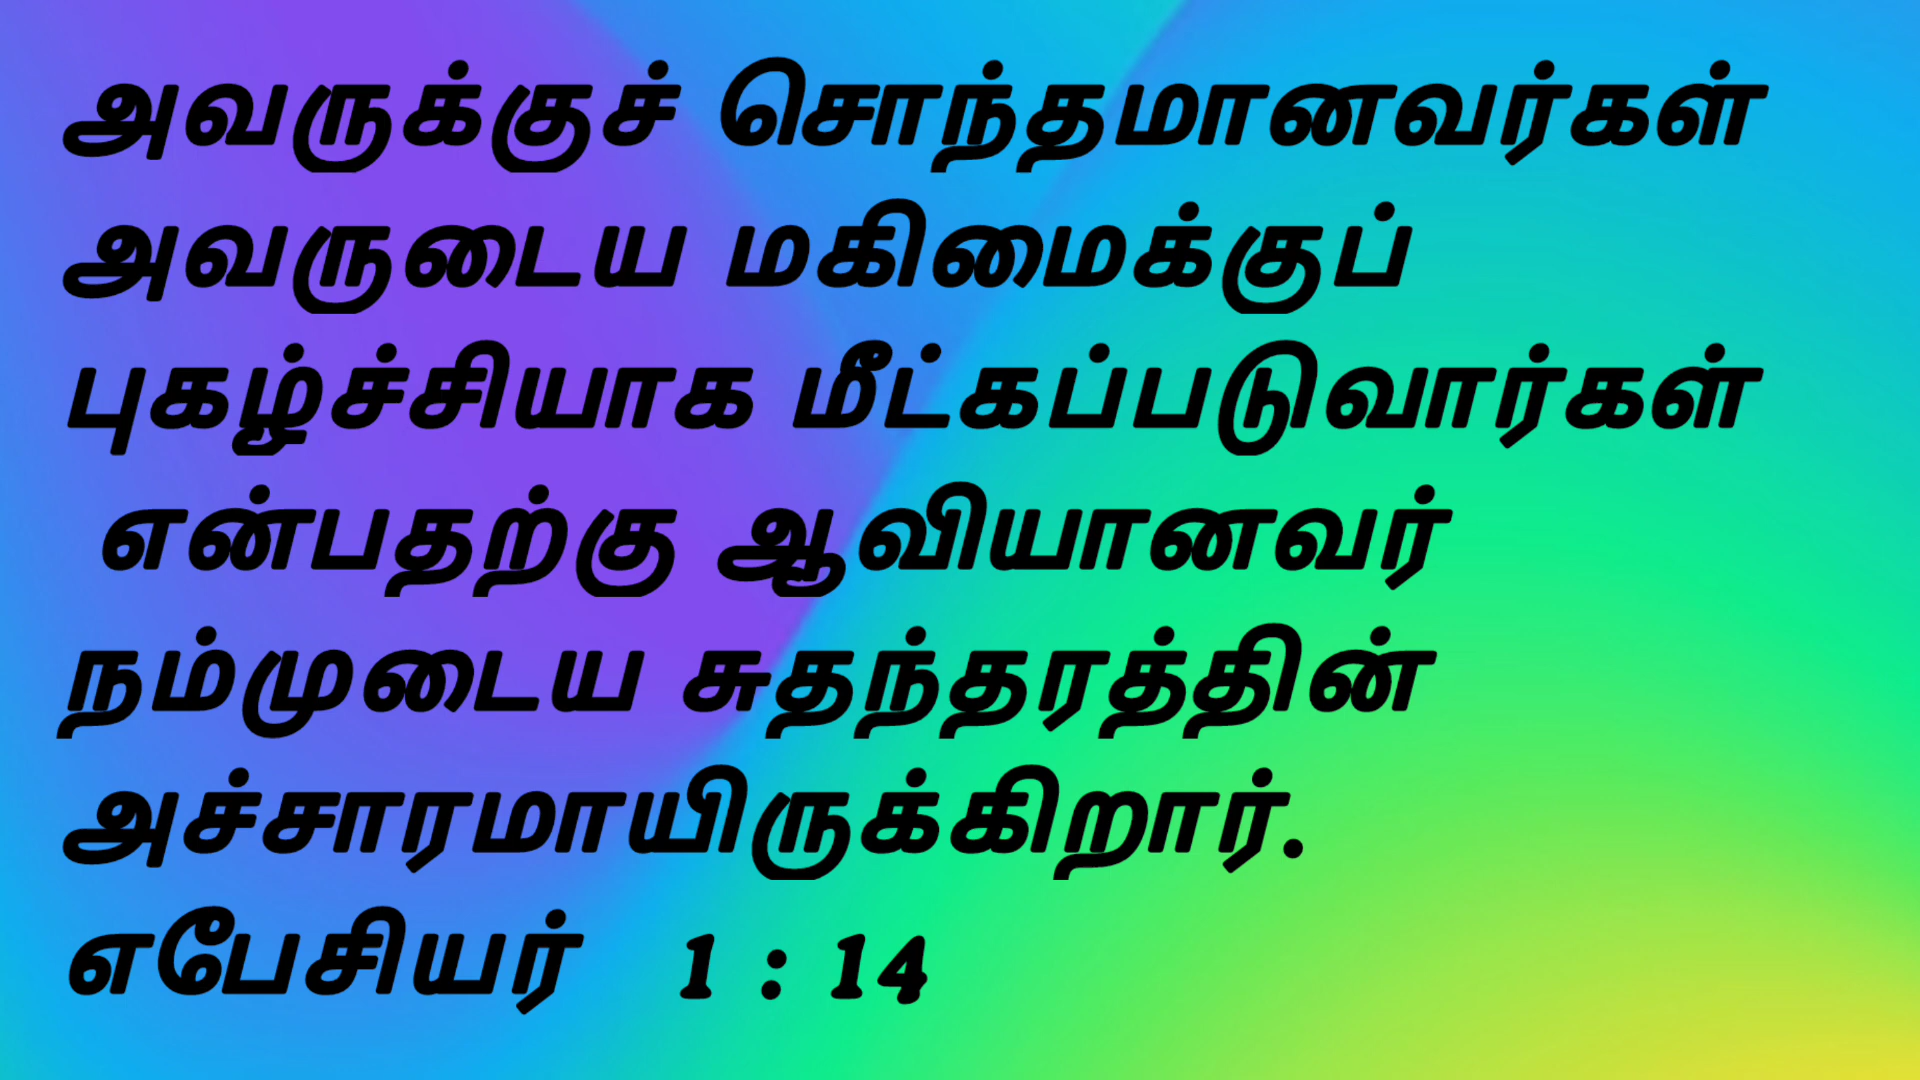 அவருக்குச் சொந்தமானவர்கள்
அவருடைய மகிமைக்குப்
புகழ்ச்சியாக மீட்கப்படுவார்கள்
என்பதற்கு ஆவியானவர்
நம்முடைய சுதந்தரத்தின்
அச்சாரமாயிருக்கிறார்.
எபேசியர் 1 : 14